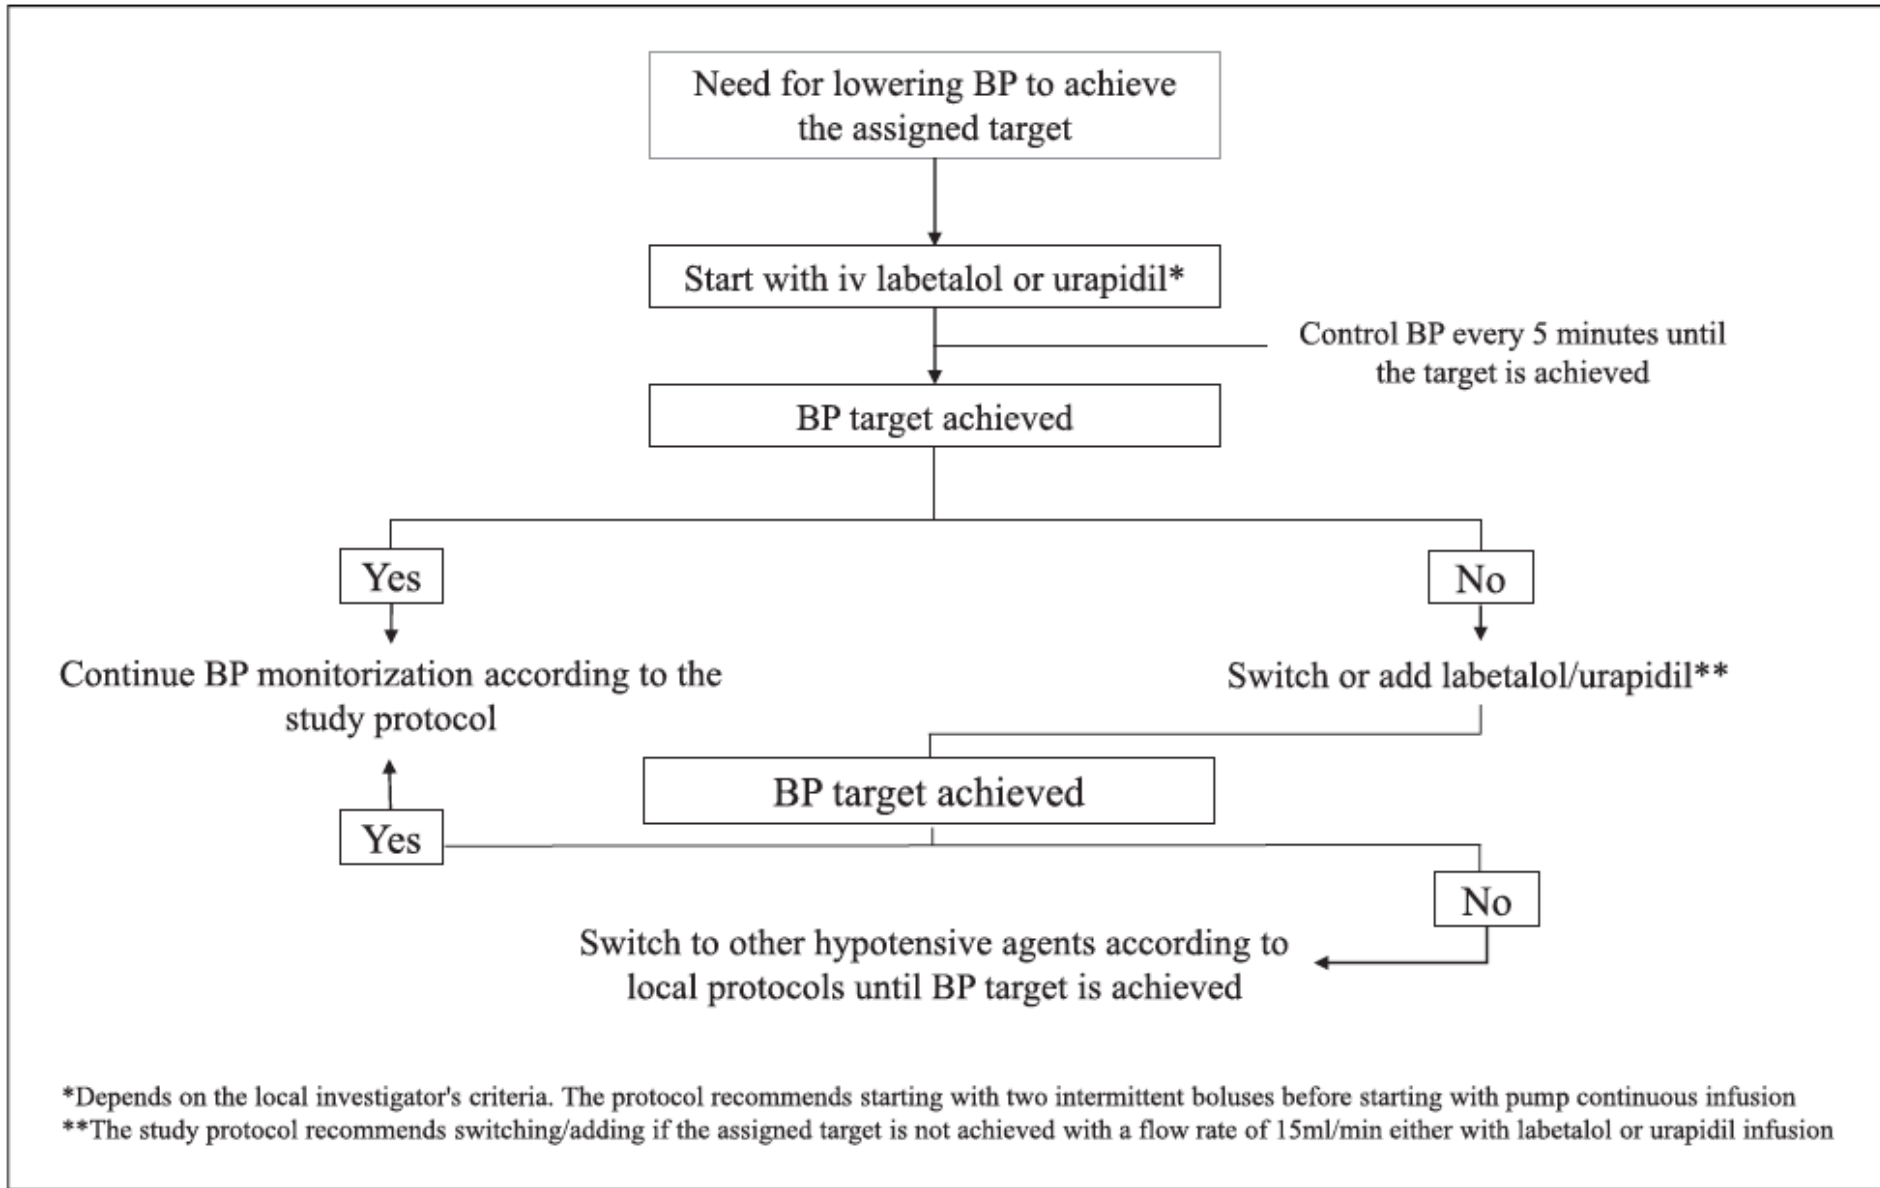 Need for lowering BP to achieve
the assigned target
Start with iv labetalol or urapidil*
Control BP every 5 minutes until
the target is achieved
BP target achieved
Yes
No
Continue BP monitorization according to the
study protocol
Switch or add labetalol/urapidil**
BP target achieved
Yes
No
Switch to other hypotensive agents according to
local protocols until BP target is achieved
*Depends on the local investigator's criteria. The protocol recommends starting with two intermittent boluses before starting with pump continuous infusion
**The study protocol recommends switching/adding if the assigned target is not achieved with a flow rate of 15ml/min either with labetalol or urapidil infusion